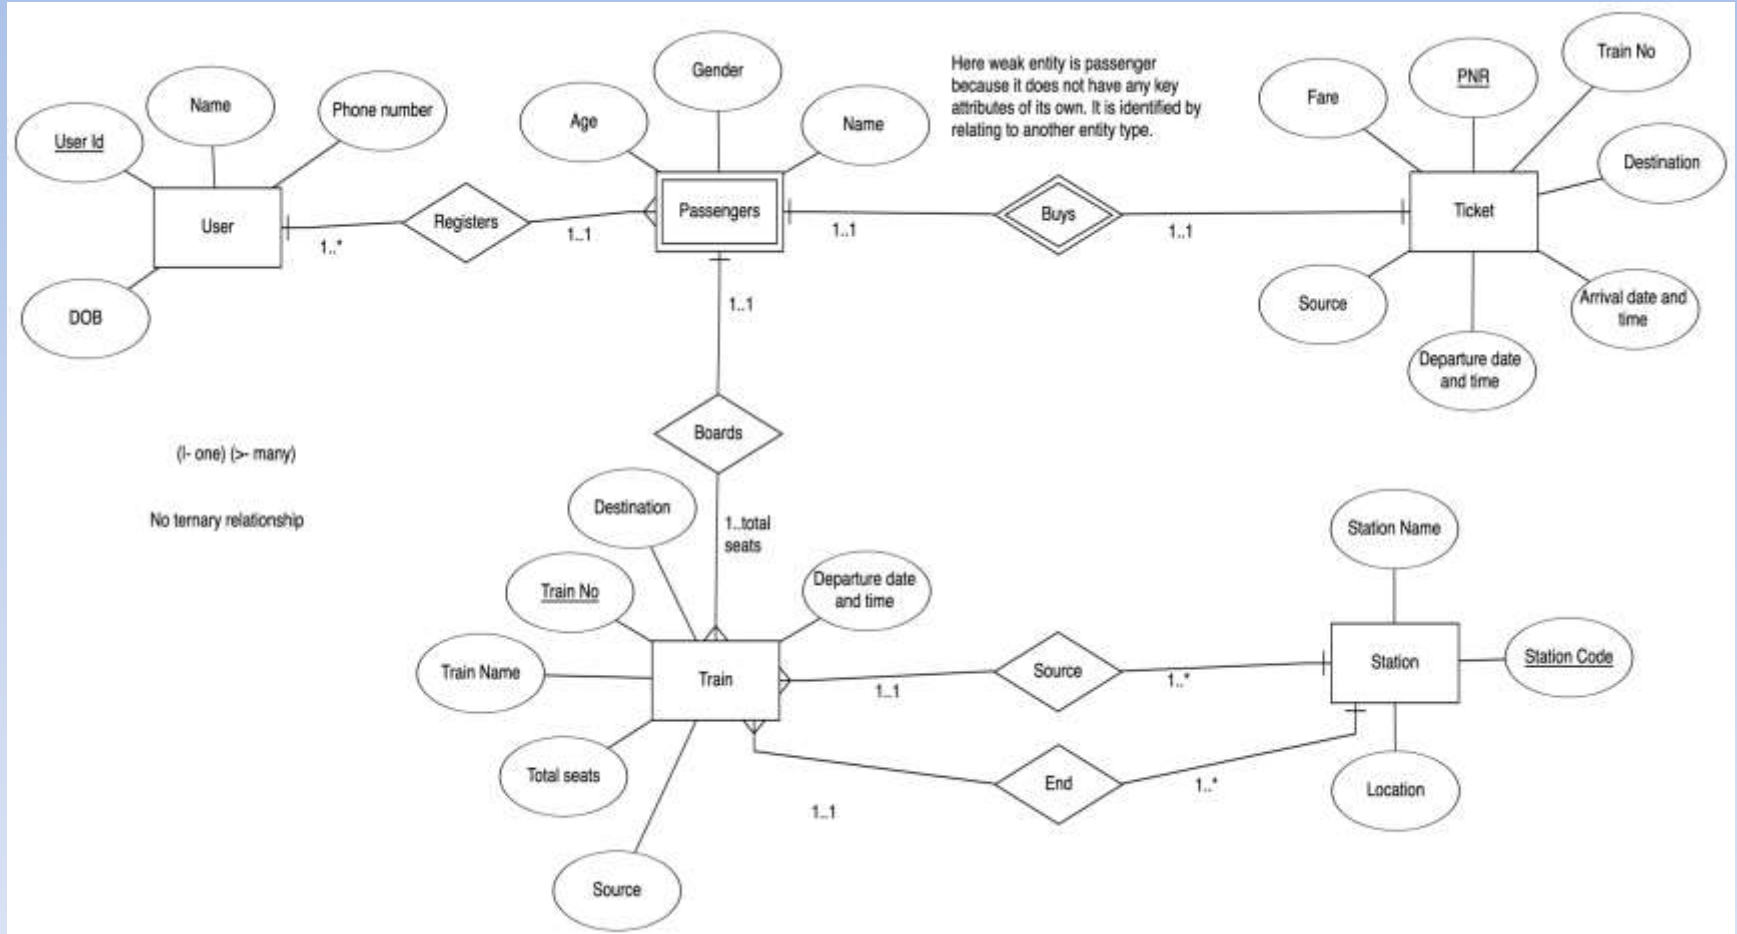 Gender
Age
Name
Here weak entity is passenger
because it does not have any key
attributes of its own. It is identified by
relating to another entity type.
Fare
PNR
Train No
Destination
User Id
Name
Phone number
User
1..*
Registers
1..1
Passengers
1..1
Buys
1..1
Ticket
DOB
1..1
Source
Departure date
and time
Arrival date and
time
(I- one) (>- many)
No ternary relationship
Boards
1..total
seats
Destination
Train No
Departure date
and time
Train Name
Train
1..1
Source
1..*
Station Name
Station
Station Code
Total seats
1..1
End
1..*
Location
Source